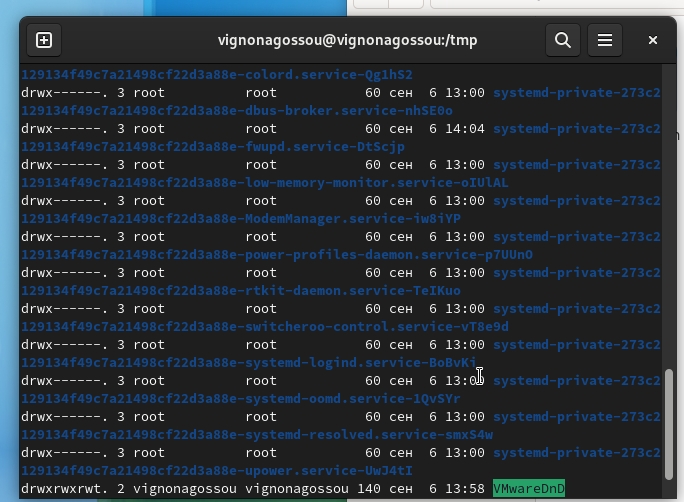 vignonagossou@vignonagossou:/tmp
129134f49c7a21498cf22d3a88e-colord.service-Qg1hS2
drwx------. 3 root root 60 сен 6 13:00 systemd-private-273c2
129134f49c7a21498cf22d3a88e-dbus-broker.service-nhSE0o
drwx------. 3 root root 60 сен 6 14:04 systemd-private-273c2
129134f49c7a21498cf22d3a88e-fwupd.service-DtScjp
drwx------. 3 root root 60 сен 6 13:00 systemd-private-273c2
129134f49c7a21498cf22d3a88e-low-memory-monitor.service-oIUlAL
drwx------. 3 root root 60 сен 6 13:00 systemd-private-273c2
129134f49c7a21498cf22d3a88e-ModemManager.service-iw8iYP
drwx------. 3 root root 60 сен 6 13:00 systemd-private-273c2
129134f49c7a21498cf22d3a88e-power-profiles-daemon.service-p7UUnO
drwx------. 3 root root 60 сен 6 13:00 systemd-private-273c2
129134f49c7a21498cf22d3a88e-rtkit-daemon.service-TeIKuo
drwx------. 3 root root 60 сен 6 13:00 systemd-private-273c2
129134f49c7a21498cf22d3a88e-switcheroo-control.service-vT8e9d
drwx------. 3 root root 60 сен 6 13:00 systemd-private-273c2
129134f49c7a21498cf22d3a88e-systemd-logind.service-BoBvKi
drwx------. 3 root root 60 сен 6 13:00 systemd-private-273c2
129134f49c7a21498cf22d3a88e-systemd-oomd.service-1QvSYr
drwx------. 3 root root 60 сен 6 13:00 systemd-private-273c2
129134f49c7a21498cf22d3a88e-systemd-resolved.service-smxS4w
drwx------. 3 root root 60 сен 6 13:00 systemd-private-273c2
129134f49c7a21498cf22d3a88e-upower.service-UwJ4tI
drwxrwxrwt. 2 vignonagossou vignonagossou 140 сен 6 13:58 VMwareDnD